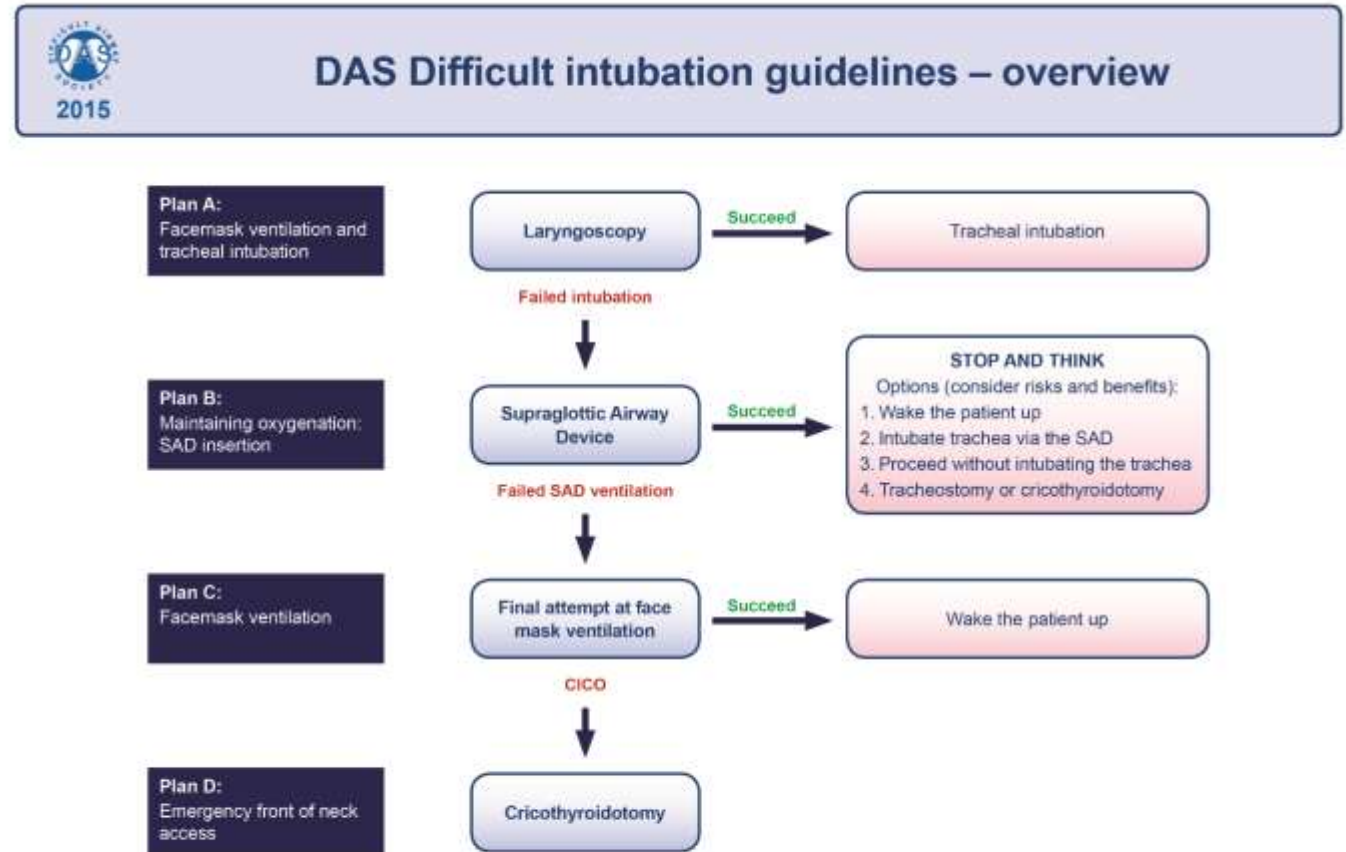 DIFFICULT AIRWAY
DAS
SOCIETY
2015
DAS Difficult intubation guidelines – overview
Plan A:
Facemask ventilation and
tracheal intubation
Laryngoscopy
Succeed
Tracheal intubation
Failed intubation
Plan B:
Maintaining oxygenation:
SAD insertion
Supraglottic Airway
Device
Succeed
STOP AND THINK
Options (consider risks and benefits):
1. Wake the patient up
2. Intubate trachea via the SAD
3. Proceed without intubating the trachea
4. Tracheostomy or cricothyroidotomy
Failed SAD ventilation
Plan C:
Facemask ventilation
Final attempt at face
mask ventilation
Succeed
Wake the patient up
CICO
Plan D:
Emergency front of neck
access
Cricothyroidotomy